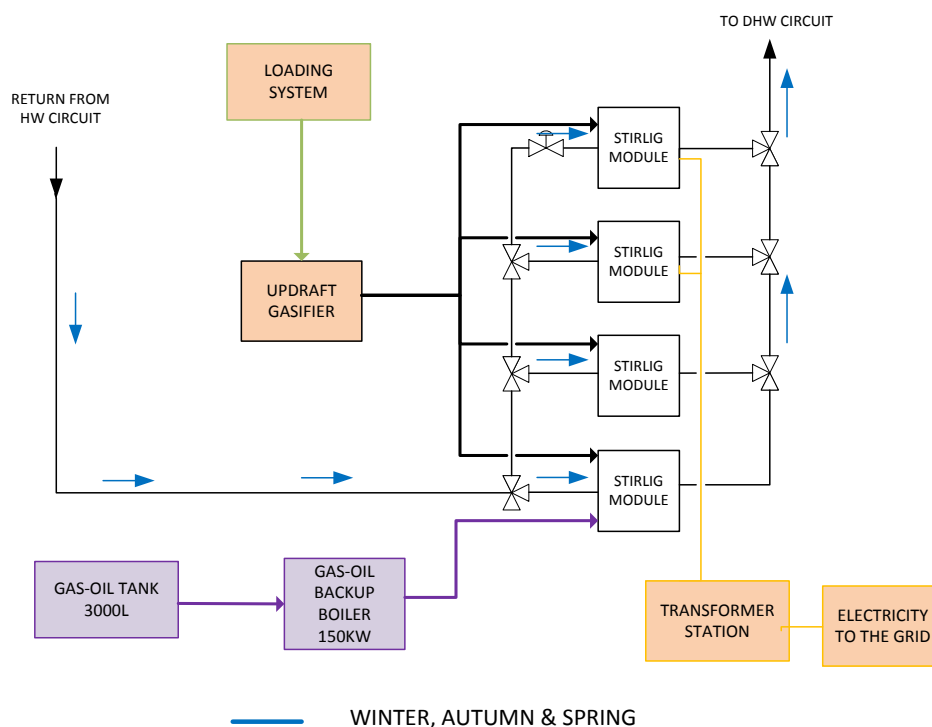 TO DHW CIRCUIT
LOADING
SYSTEM
RETURN FROM
HW CIRCUIT
STIRLIG
MODULE
STIRLIG
MODULE
UPDRAFT
GASIFIER
STIRLIG
MODULE
STIRLIG
MODULE
GAS-OIL TANK
3000L
GAS-OIL
BACKUP
BOILER
150KW
TRANSFORMER
STATION
ELECTRICITY
TO THE GRID
WINTER, AUTUMN & SPRING